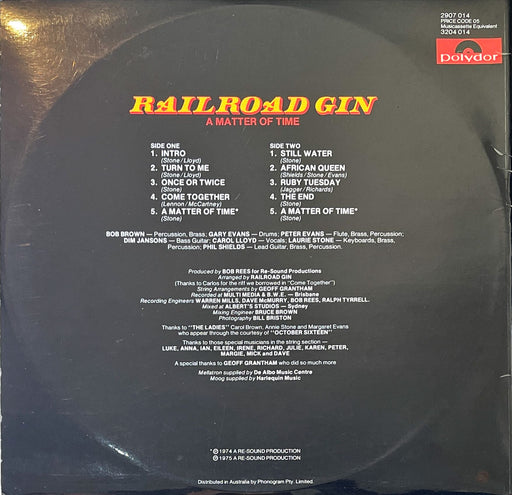 2907 014
PRICE CODE 05
Musicassette Equivalent
3204 014
polydor
RAILROAD GIN
A MATTER OF TIME
SIDE ONE
1. INTRO
(Stone/Lloyd)
2. TURN TO ME
(Stone/Lloyd)
3. ONCE OR TWICE
(Stone)
4. COME TOGETHER
(Lennon/McCartney)
5. A MATTER OF TIME*
(Stone)
SIDE TWO
1. STILL WATER
(Stone)
2. AFRICAN QUEEN
(Shields/Stone/Evans)
3. RUBY TUESDAY
(Jagger/Richards)
4. THE END
(Stone)
5. A MATTER OF TIME*
(Stone)
BOB BROWN — Percussion, Brass; GARY EVANS — Drums; PETER EVANS — Flute, Brass, Percussion;
DIM JANSONS — Bass Guitar; CAROL LLOYD — Vocals; LAURIE STONE — Keyboards, Brass,
Percussion; PHIL SHIELDS — Lead Guitar, Brass, Percussion.
Produced by BOB REES for Re-Sound Productions
Arranged by RAILROAD GIN
(Thanks to Carlos for the riff we borrowed in "Come Together")
String Arrangements by GEOFF GRANTHAM
Recorded at MULTI MEDIA & B.W.E. — Brisbane
Recording Engineers WARREN MILLS, DAVE McMURRY, BOB REES, RALPH TYRRELL.
Mixed at ALBERT'S STUDIOS — Sydney
Mixing Engineer BRUCE BROWN
Photography BILL BRISTON
Thanks to "THE LADIES" Carol Brown, Annie Stone and Margaret Evans
who appear through the courtesy of "OCTOBER SIXTEEN"
Thanks to those special musicians in the string section —
LUKE, ANNA, IAN, EILEEN, IRENE, RICHARD, JULIE, KAREN, PETER,
MARGIE, MICK and DAVE
A special thanks to GEOFF GRANTHAM who did so much more
Mellatron supplied by De Albo Music Centre
Moog supplied by Harlequin Music
* ℗ 1974 A RE-SOUND PRODUCTION
℗ 1975 A RE-SOUND PRODUCTION
Distributed in Australia by Phonogram Pty. Limited.